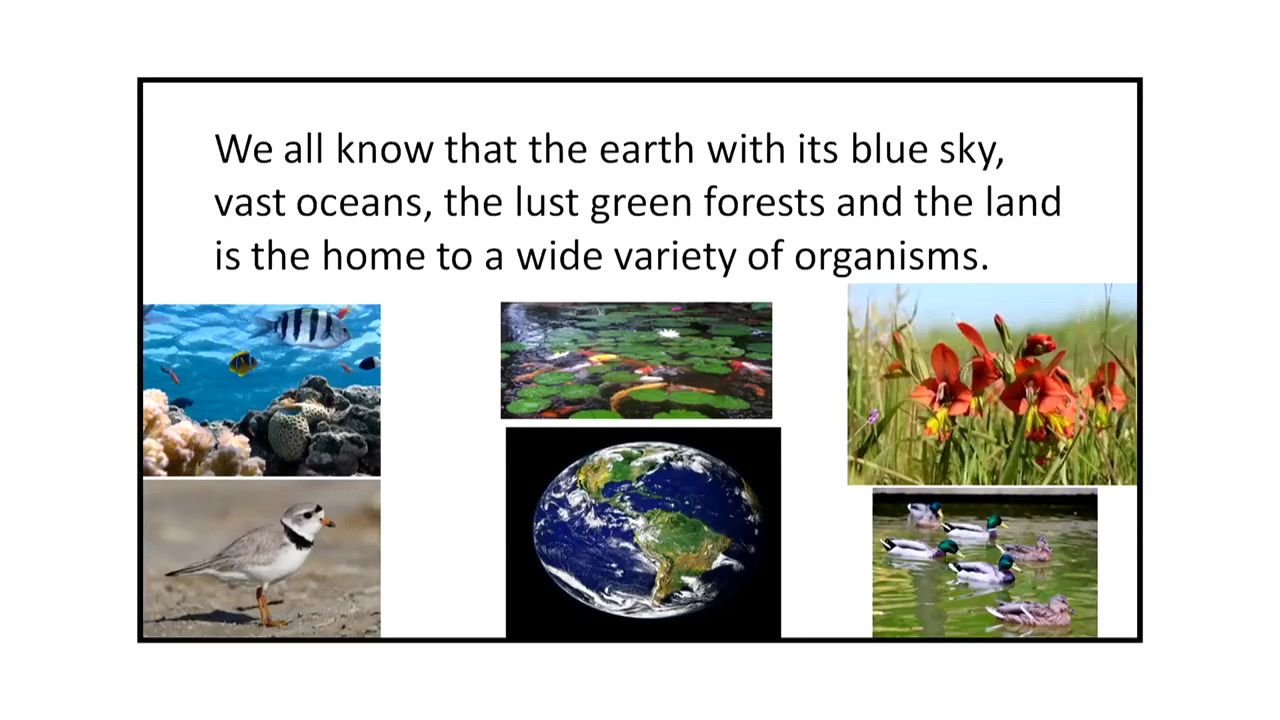 We all know that the earth with its blue sky,
vast oceans, the lust green forests and the land
is the home to a wide variety of organisms.